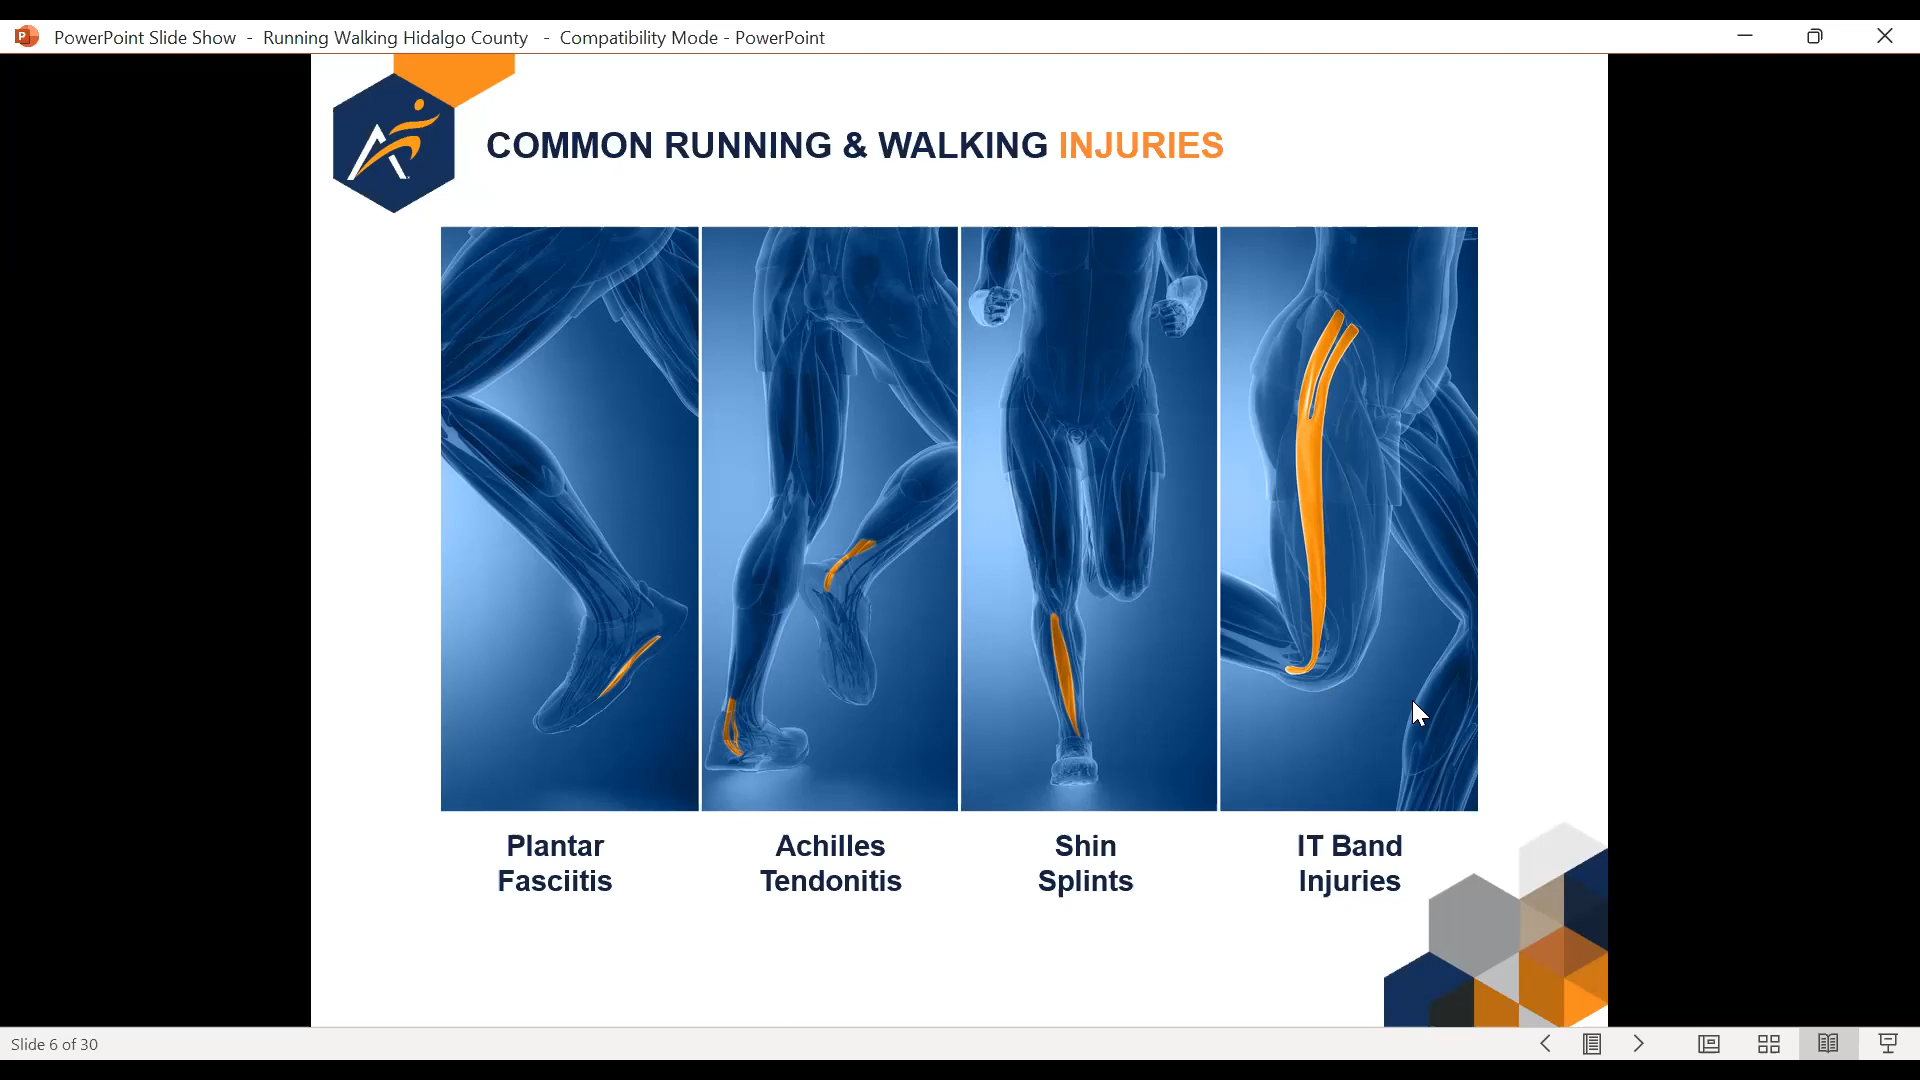 PowerPoint Slide Show - Running Walking Hidalgo County - Compatibility Mode - PowerPoint
COMMON RUNNING & WALKING INJURIES
Plantar
Fasciitis
Achilles
Tendonitis
Shin
Splints
IT Band
Injuries
Slide 6 of 30